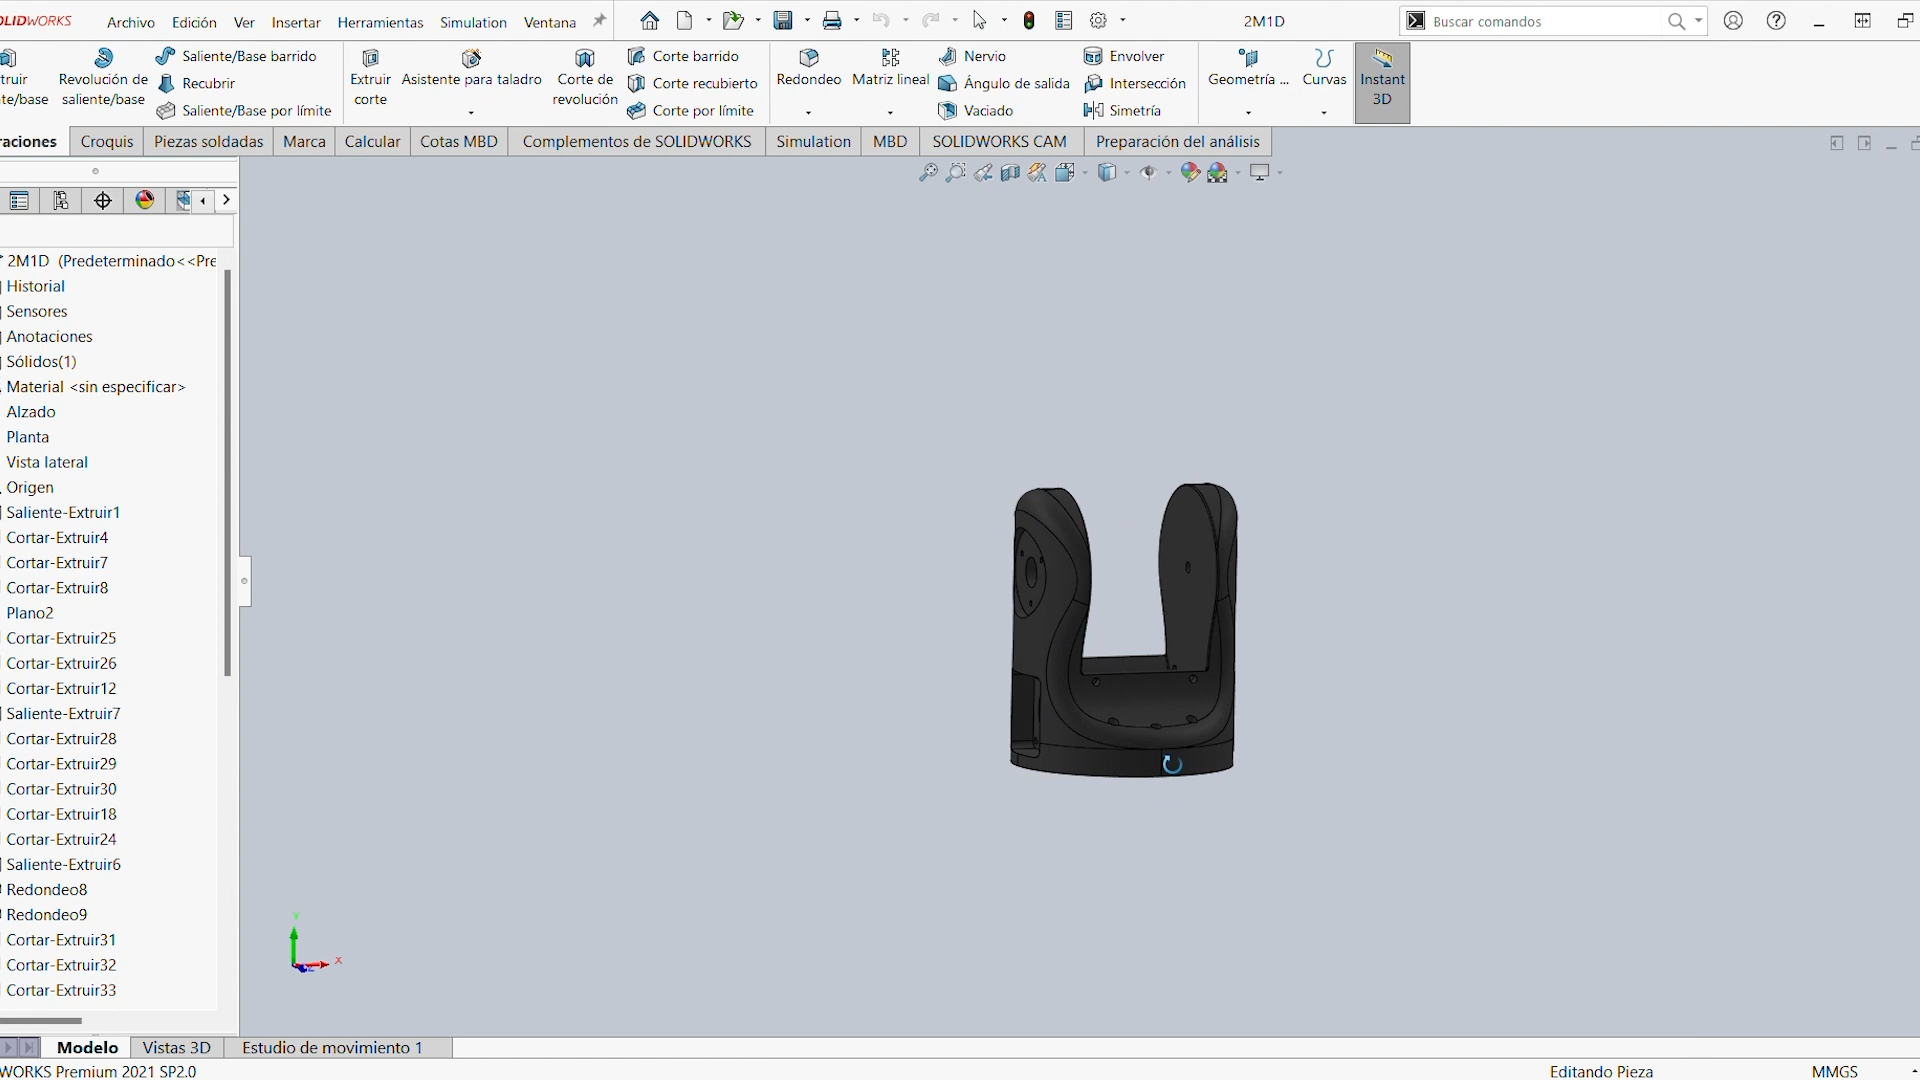 SOLIDWORKS Archivo Edición Ver Insertar Herramientas Simulation Ventana 2M1D Buscar comandos
Saliente/Base barrido Corte barrido Nervio Envolver
truir Revolución de Recubrir Extruir Asistente para taladro Corte de Corte recubierto Redondeo Matriz lineal Ángulo de salida Intersección Geometría ... Curvas Instant
te/base saliente/base Saliente/Base por límite corte revolución Corte por límite Vaciado Simetría 3D
raciones Croquis Piezas soldadas Marca Calcular Cotas MBD Complementos de SOLIDWORKS Simulation MBD SOLIDWORKS CAM Preparación del análisis
2M1D (Predeterminado<<Pre
Historial
Sensores
Anotaciones
Sólidos(1)
Material <sin especificar>
Alzado
Planta
Vista lateral
Origen
Saliente-Extruir1
Cortar-Extruir4
Cortar-Extruir7
Cortar-Extruir8
Plano2
Cortar-Extruir25
Cortar-Extruir26
Cortar-Extruir12
Saliente-Extruir7
Cortar-Extruir28
Cortar-Extruir29
Cortar-Extruir30
Cortar-Extruir18
Cortar-Extruir24
Saliente-Extruir6
Redondeo8
Redondeo9
Cortar-Extruir31
Cortar-Extruir32
Cortar-Extruir33
Y
X
Modelo Vistas 3D Estudio de movimiento 1
WORKS Premium 2021 SP2.0 Editando Pieza MMGS